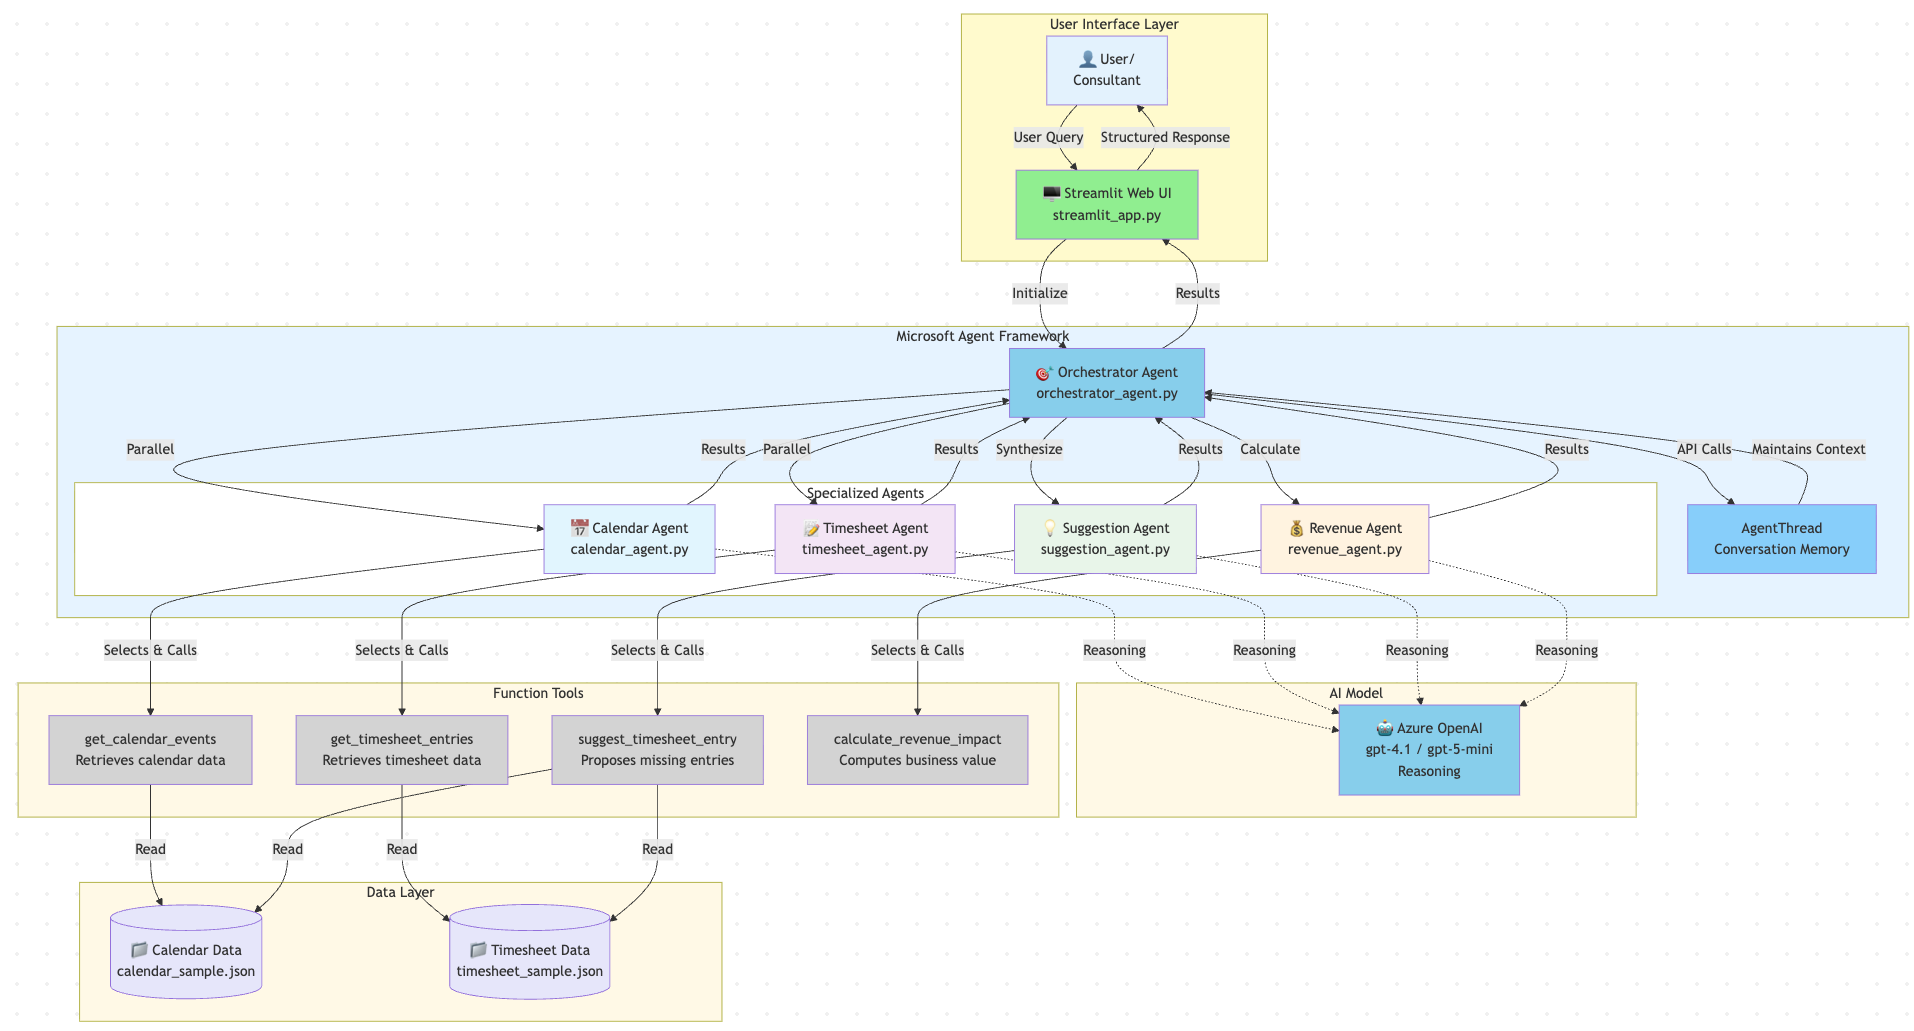 User Interface Layer
User/
Consultant
User Query
Structured Response
Streamlit Web UI
streamlit_app.py
Initialize
Results
Microsoft Agent Framework
Orchestrator Agent
orchestrator_agent.py
Parallel
Results
Parallel
Results
Synthesize
Results
Calculate
Results
API Calls
Maintains Context
Specialized Agents
Calendar Agent
calendar_agent.py
Timesheet Agent
timesheet_agent.py
Suggestion Agent
suggestion_agent.py
Revenue Agent
revenue_agent.py
AgentThread
Conversation Memory
Selects & Calls
Selects & Calls
Selects & Calls
Selects & Calls
Reasoning
Reasoning
Reasoning
Reasoning
Function Tools
get_calendar_events
Retrieves calendar data
get_timesheet_entries
Retrieves timesheet data
suggest_timesheet_entry
Proposes missing entries
calculate_revenue_impact
Computes business value
AI Model
Azure OpenAI
gpt-4.1 / gpt-5-mini
Reasoning
Read
Read
Read
Read
Data Layer
Calendar Data
calendar_sample.json
Timesheet Data
timesheet_sample.json